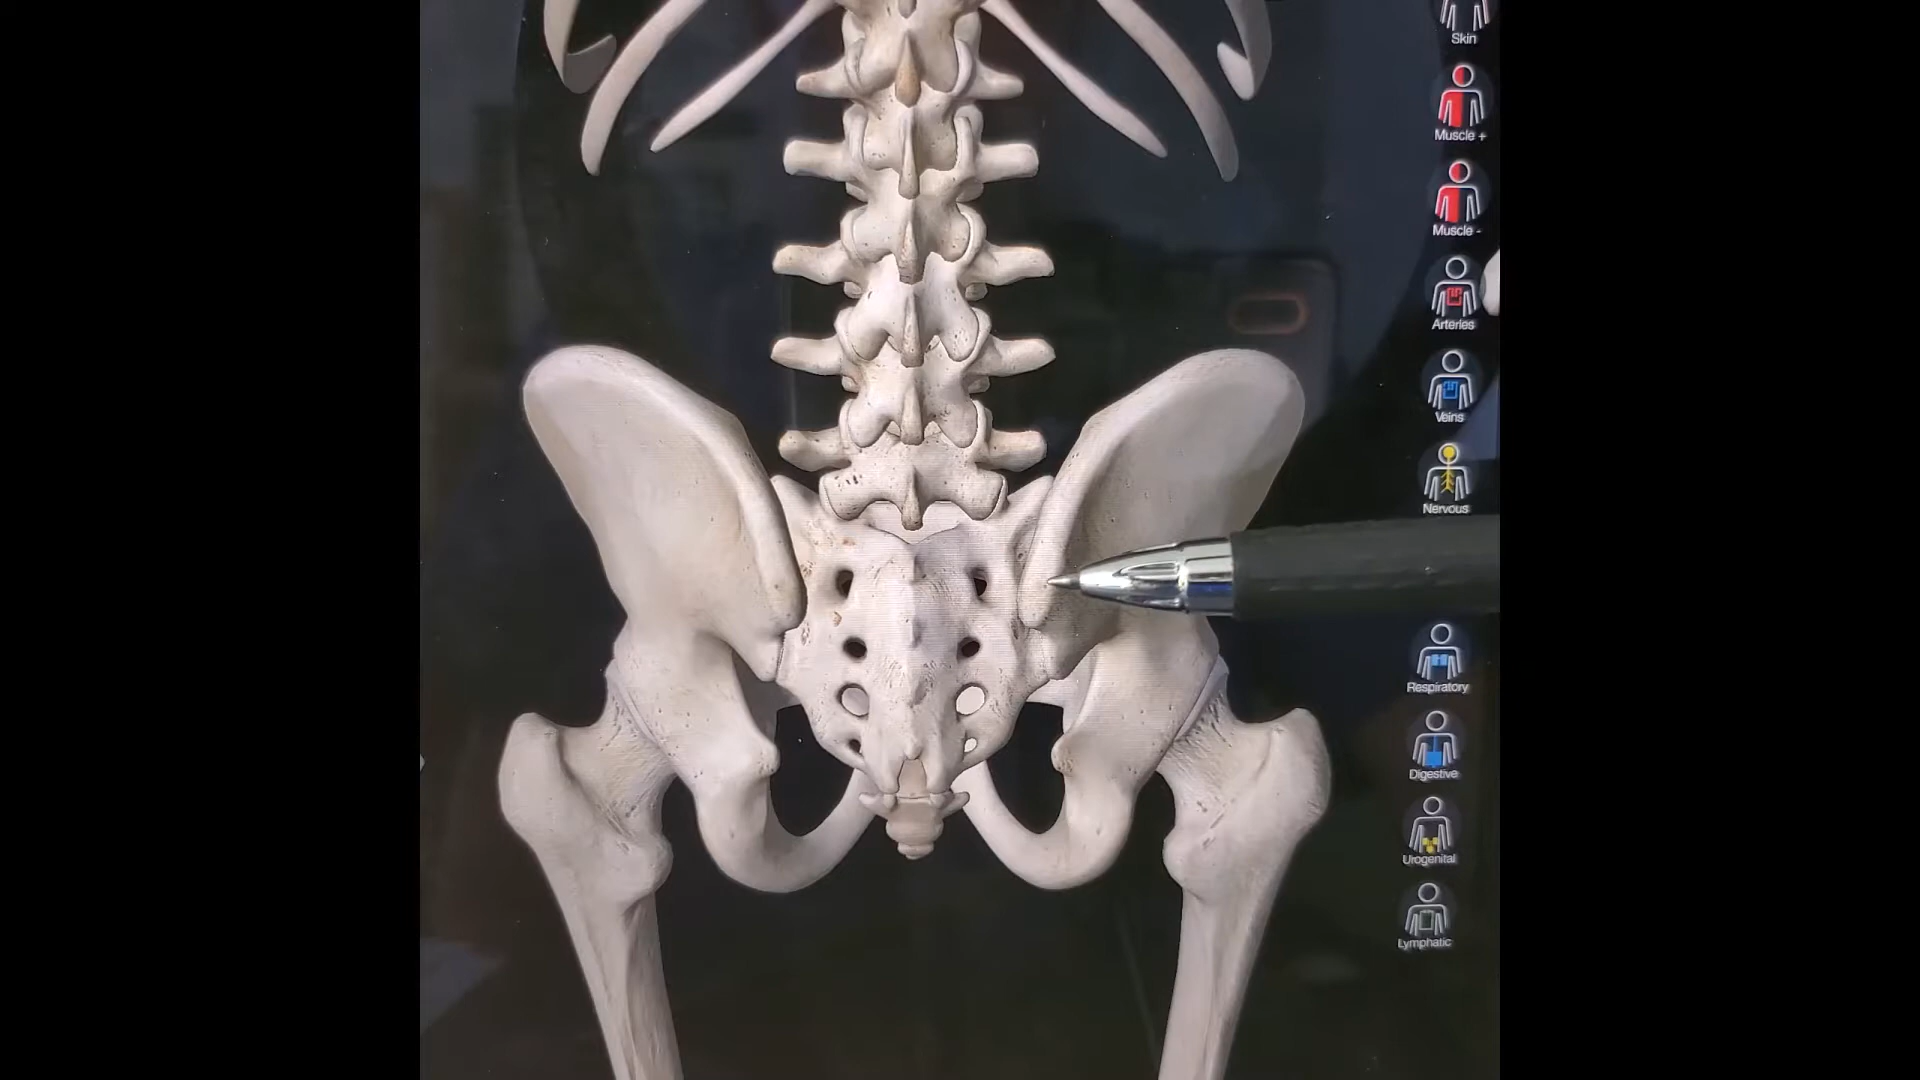 Skin
Muscle +
Muscle -
Arteries
Veins
Nervous
Respiratory
Digestive
Urogenital
Lymphatic